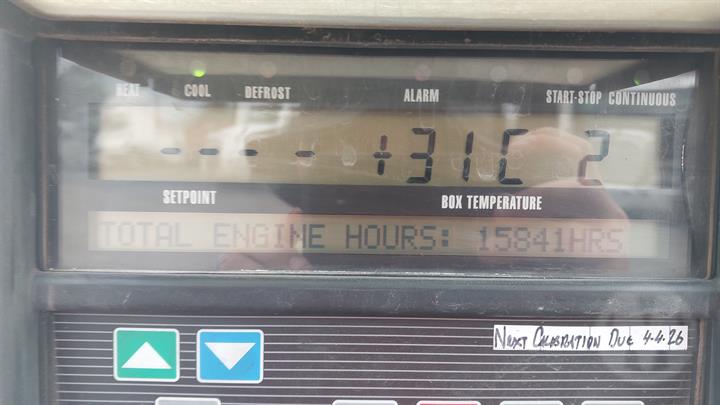 HEAT COOL DEFROST ALARM START-STOP CONTINUOUS
---- +31C 2
SETPOINT BOX TEMPERATURE
TOTAL ENGINE HOURS: 15841HRS
NEXT CALIBRATION DUE 4-4-26